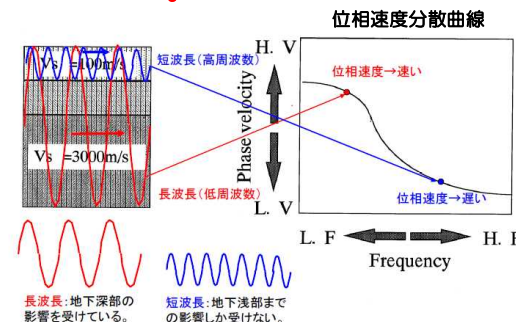 位相速度分散曲線
Vs =100m/s
短波長(高周波数)
H. V
位相速度→速い
Phase velocity
Vs =3000m/s
長波長(低周波数)
L. V
位相速度→遅い
L. F
H. F
Frequency
長波長:地下深部の
影響を受けている。
短波長:地下浅部まで
の影響しか受けない。